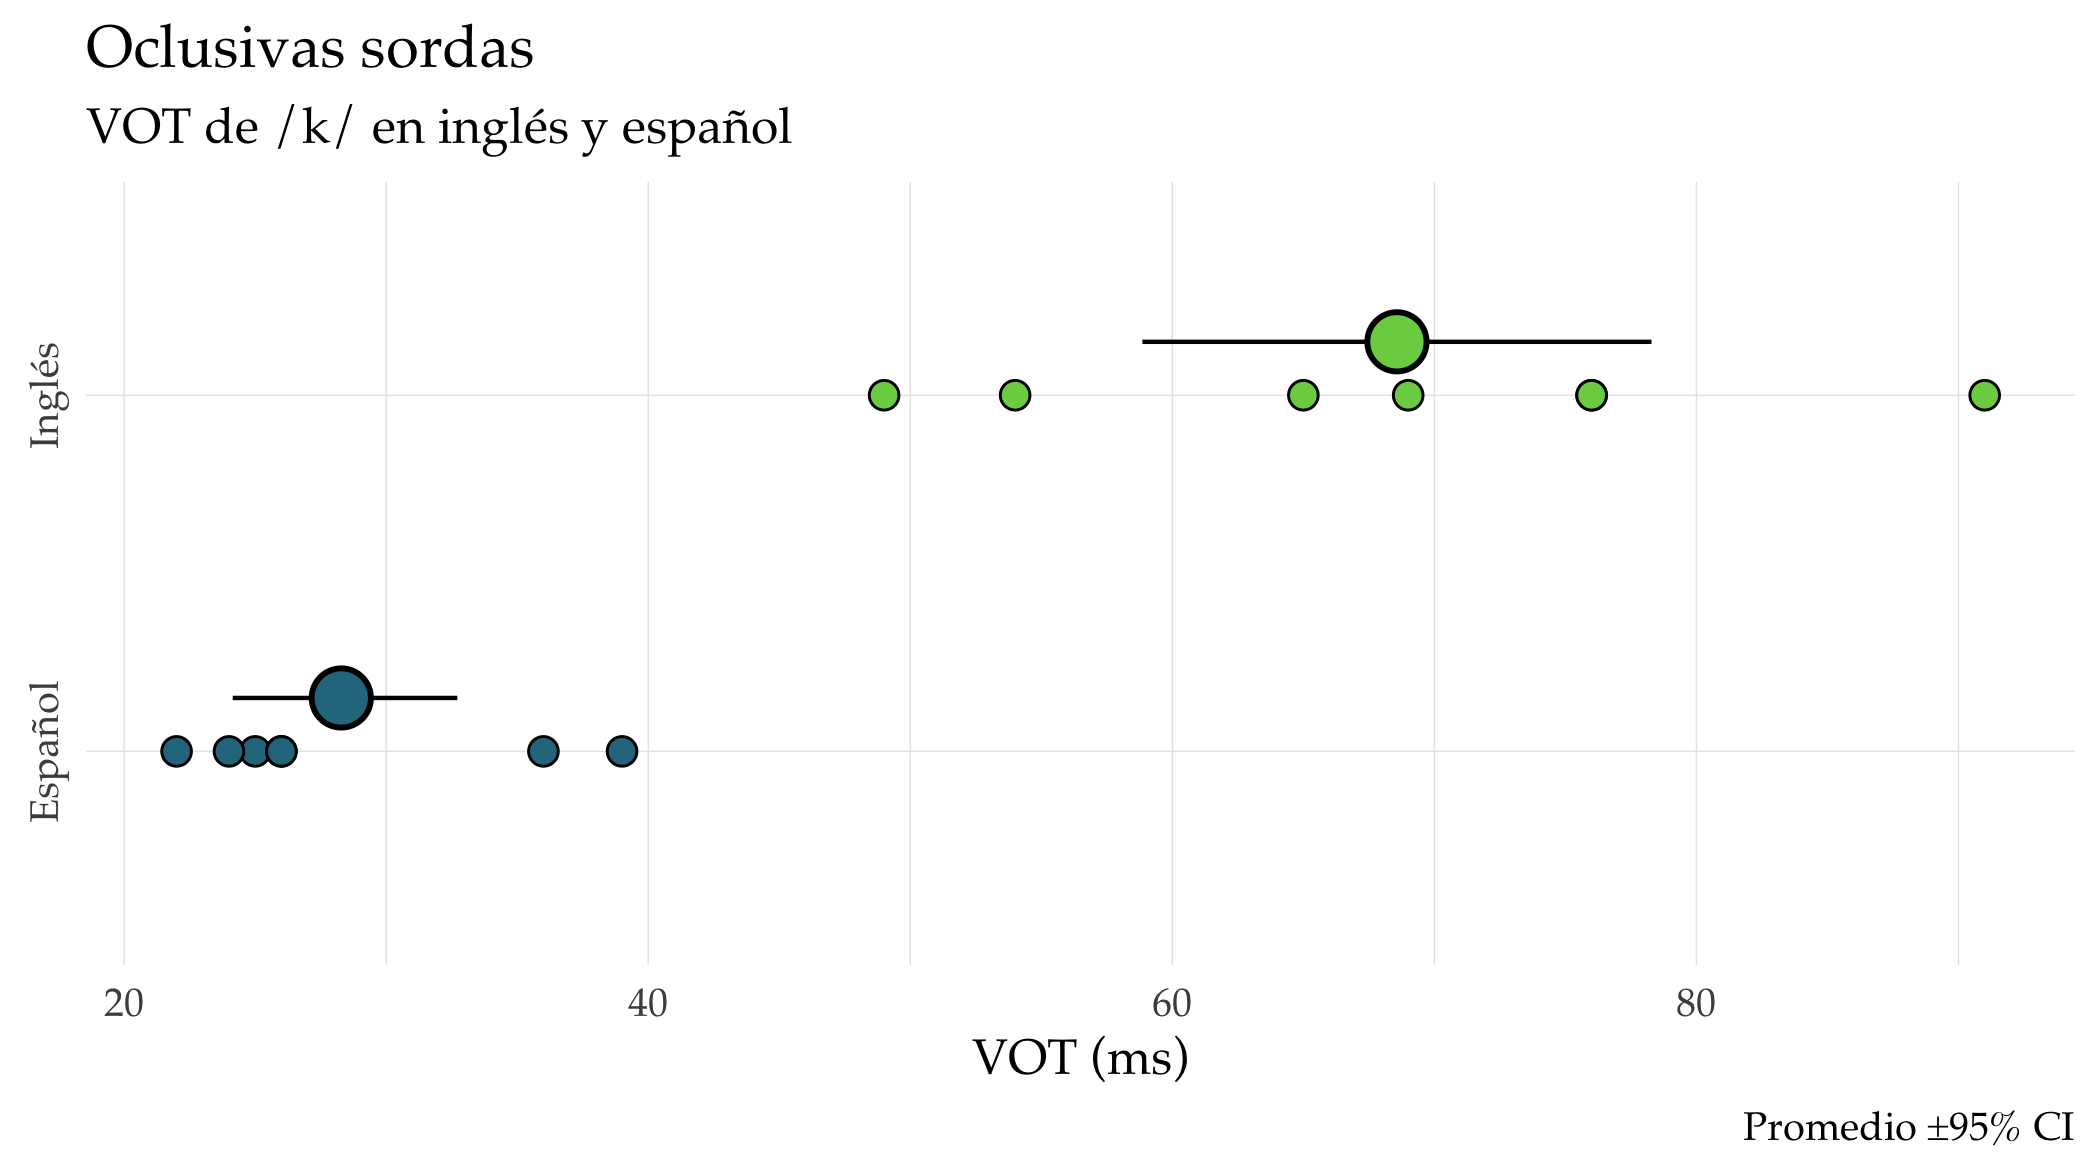 Oclusivas sordas
VOT de /k/ en inglés y español
Inglés
Español
20 40 60 80
VOT (ms)
Promedio ±95% CI